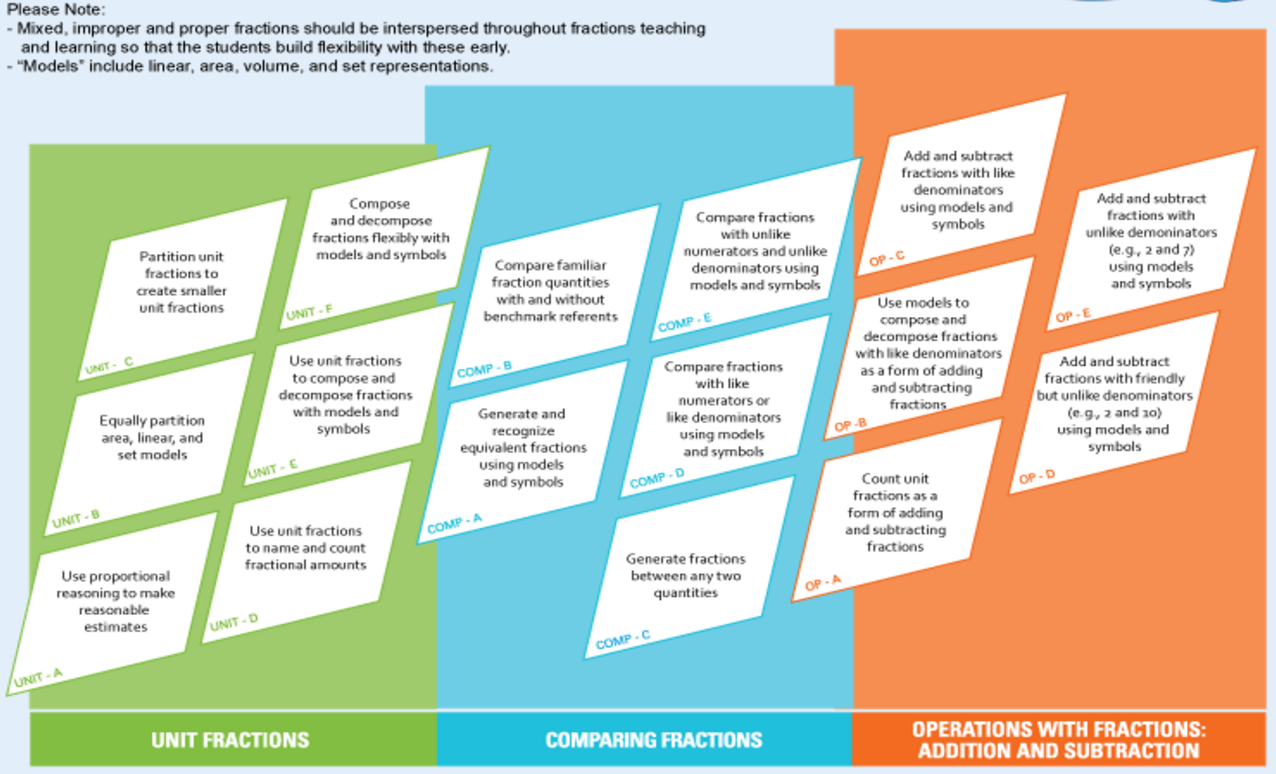 Please Note:
- Mixed, improper and proper fractions should be interspersed throughout fractions teaching
and learning so that the students build flexibility with these early.
- “Models” include linear, area, volume, and set representations.
Partition unit
fractions to
create smaller
unit fractions
UNIT - C
Equally partition
area, linear, and
set models
UNIT - B
Use proportional
reasoning to make
reasonable
estimates
UNIT - A
Compose
and decompose
fractions flexibly with
models and symbols
UNIT - F
Use unit fractions
to compose and
decompose fractions
with models and
symbols
UNIT - E
Use unit fractions
to name and count
fractional amounts
UNIT - D
UNIT FRACTIONS
Compare familiar
fraction quantities
with and without
benchmark referents
COMP - B
Generate and
recognize
equivalent fractions
using models
and symbols
COMP - A
Compare fractions
with unlike
numerators and unlike
denominators using
models and symbols
COMP - E
Compare fractions
with like
numerators or
like denominators
using models
and symbols
COMP - D
Generate fractions
between any two
quantities
COMP - C
COMPARING FRACTIONS
Add and subtract
fractions with like
denominators
using models and
symbols
OP - C
Use models to
compose and
decompose fractions
with like denominators
as a form of adding
and subtracting
fractions
OP -B
Count unit
fractions as a
form of adding
and subtracting
fractions
OP - A
Add and subtract
fractions with
unlike demoninators
(e.g., 2 and 7)
using models
and symbols
OP - E
Add and subtract
fractions with friendly
but unlike denominators
(e.g., 2 and 10)
using models and
symbols
OP - D
OPERATIONS WITH FRACTIONS:
ADDITION AND SUBTRACTION